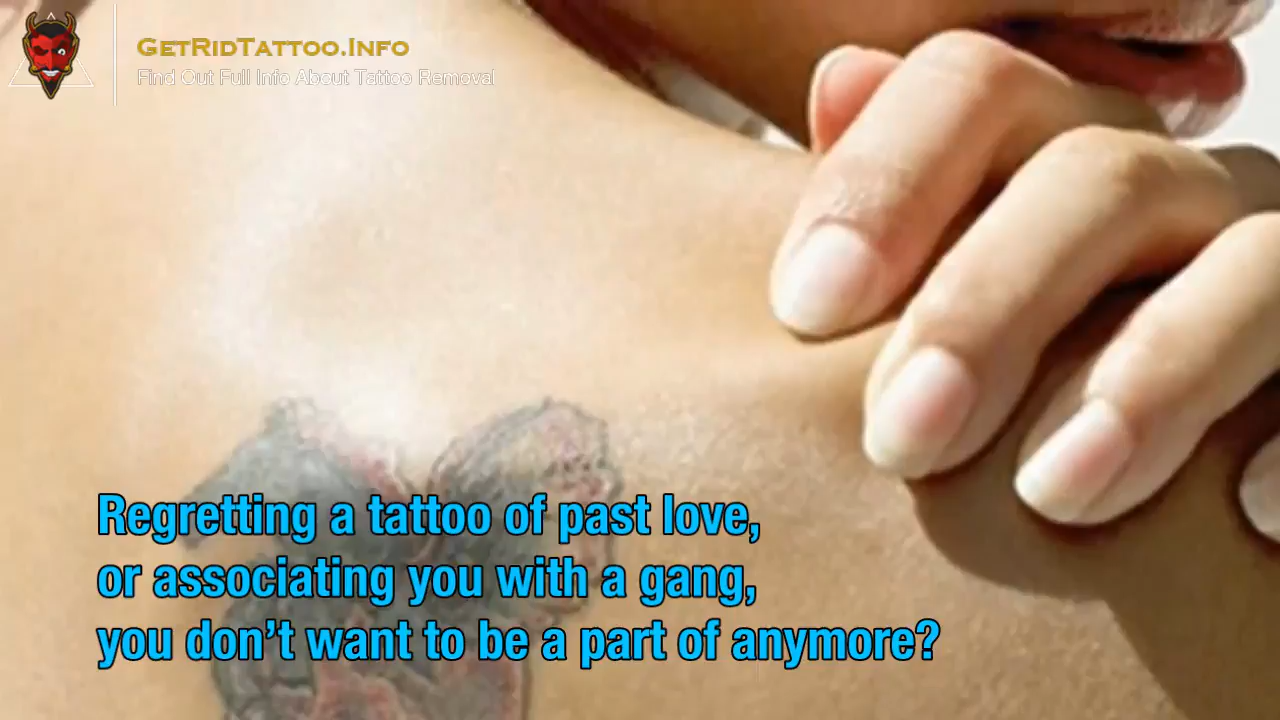 GetRidTattoo.Info
Find Out Full Info About Tattoo Removal
Regretting a tattoo of past love,
or associating you with a gang,
you don’t want to be a part of anymore?